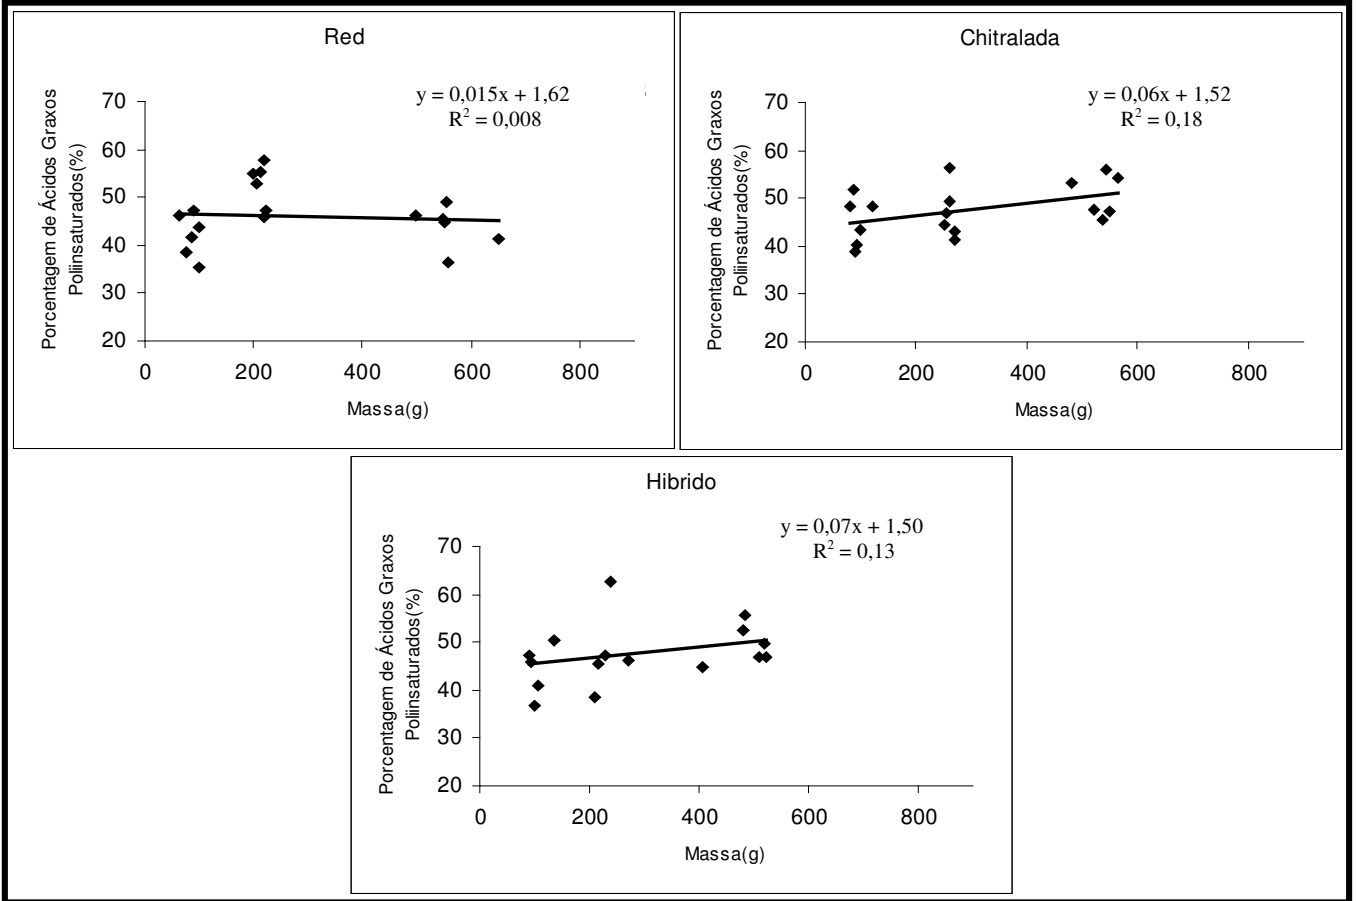 Red
y = 0,015x + 1,62
R² = 0,008
Porcentagem de Ácidos Graxos
Poliinsaturados(%)
70
60
50
40
30
20
0 200 400 600 800
Massa(g)
Chitralada
y = 0,06x + 1,52
R² = 0,18
Porcentagem de Ácidos Graxos
Poliinsaturados(%)
70
60
50
40
30
20
0 200 400 600 800
Massa(g)
Hibrido
y = 0,07x + 1,50
R² = 0,13
Porcentagem de Ácidos Graxos
Poliinsaturados(%)
70
60
50
40
30
20
0 200 400 600 800
Massa(g)